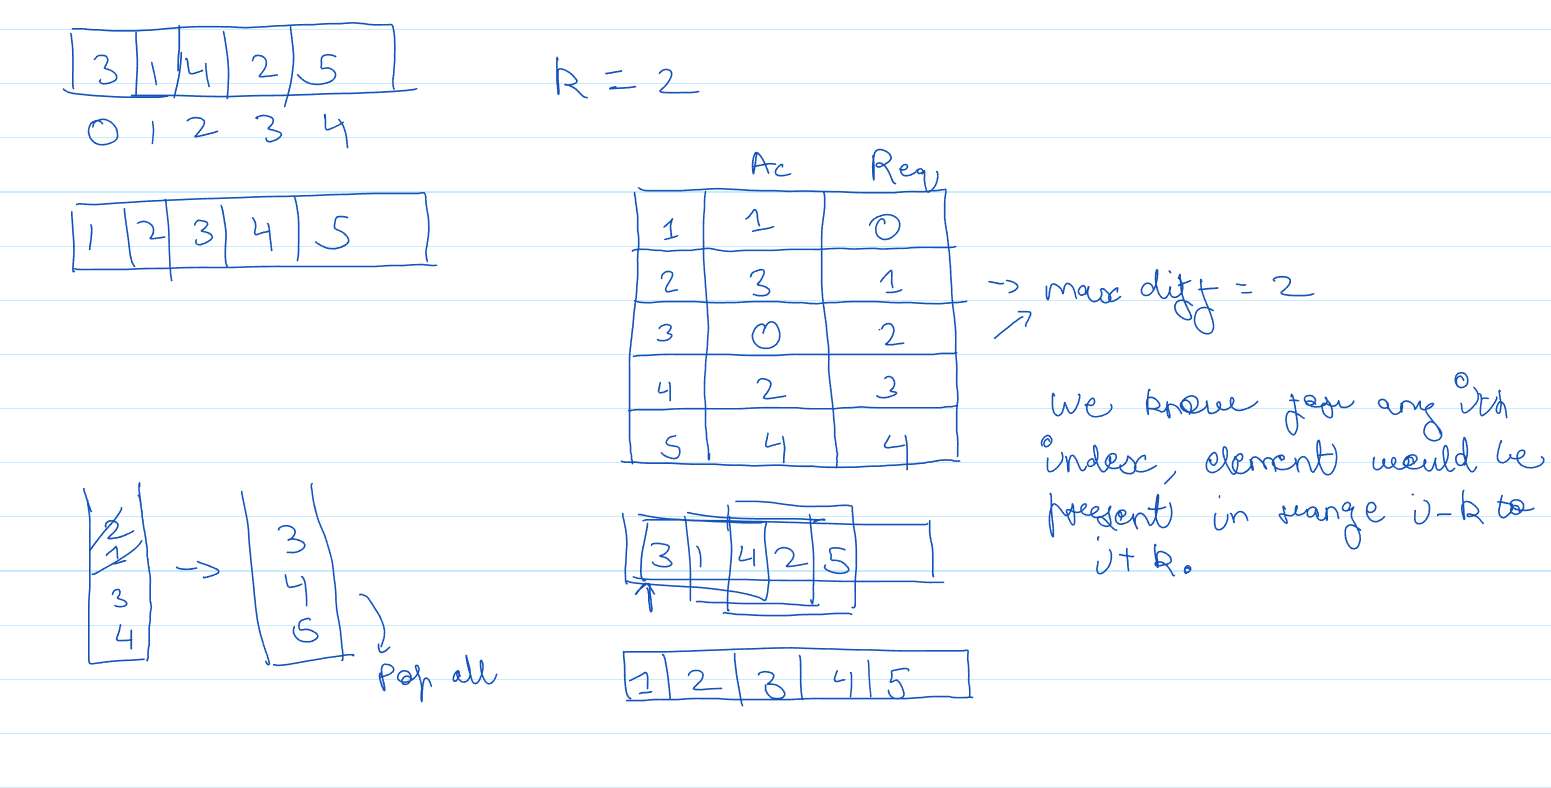 3 1 4 2 5
0 1 2 3 4
k = 2
1 2 3 4 5
Ac Req
1 1 0
2 3 1
3 0 2
4 2 3
5 4 4
→ max diff = 2
We know for any ith
index, element would be
present in range i-k to
i+k.
2
1
3
4
→
3
4
5
Pop all
3 1 4 2 5
1 2 3 4 5